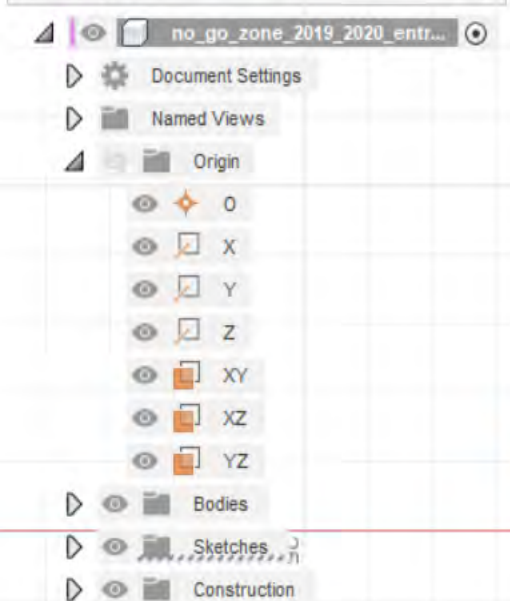 no_go_zone_2019_2020_entr...
Document Settings
Named Views
Origin
O
X
Y
Z
XY
XZ
YZ
Bodies
Sketches
Construction